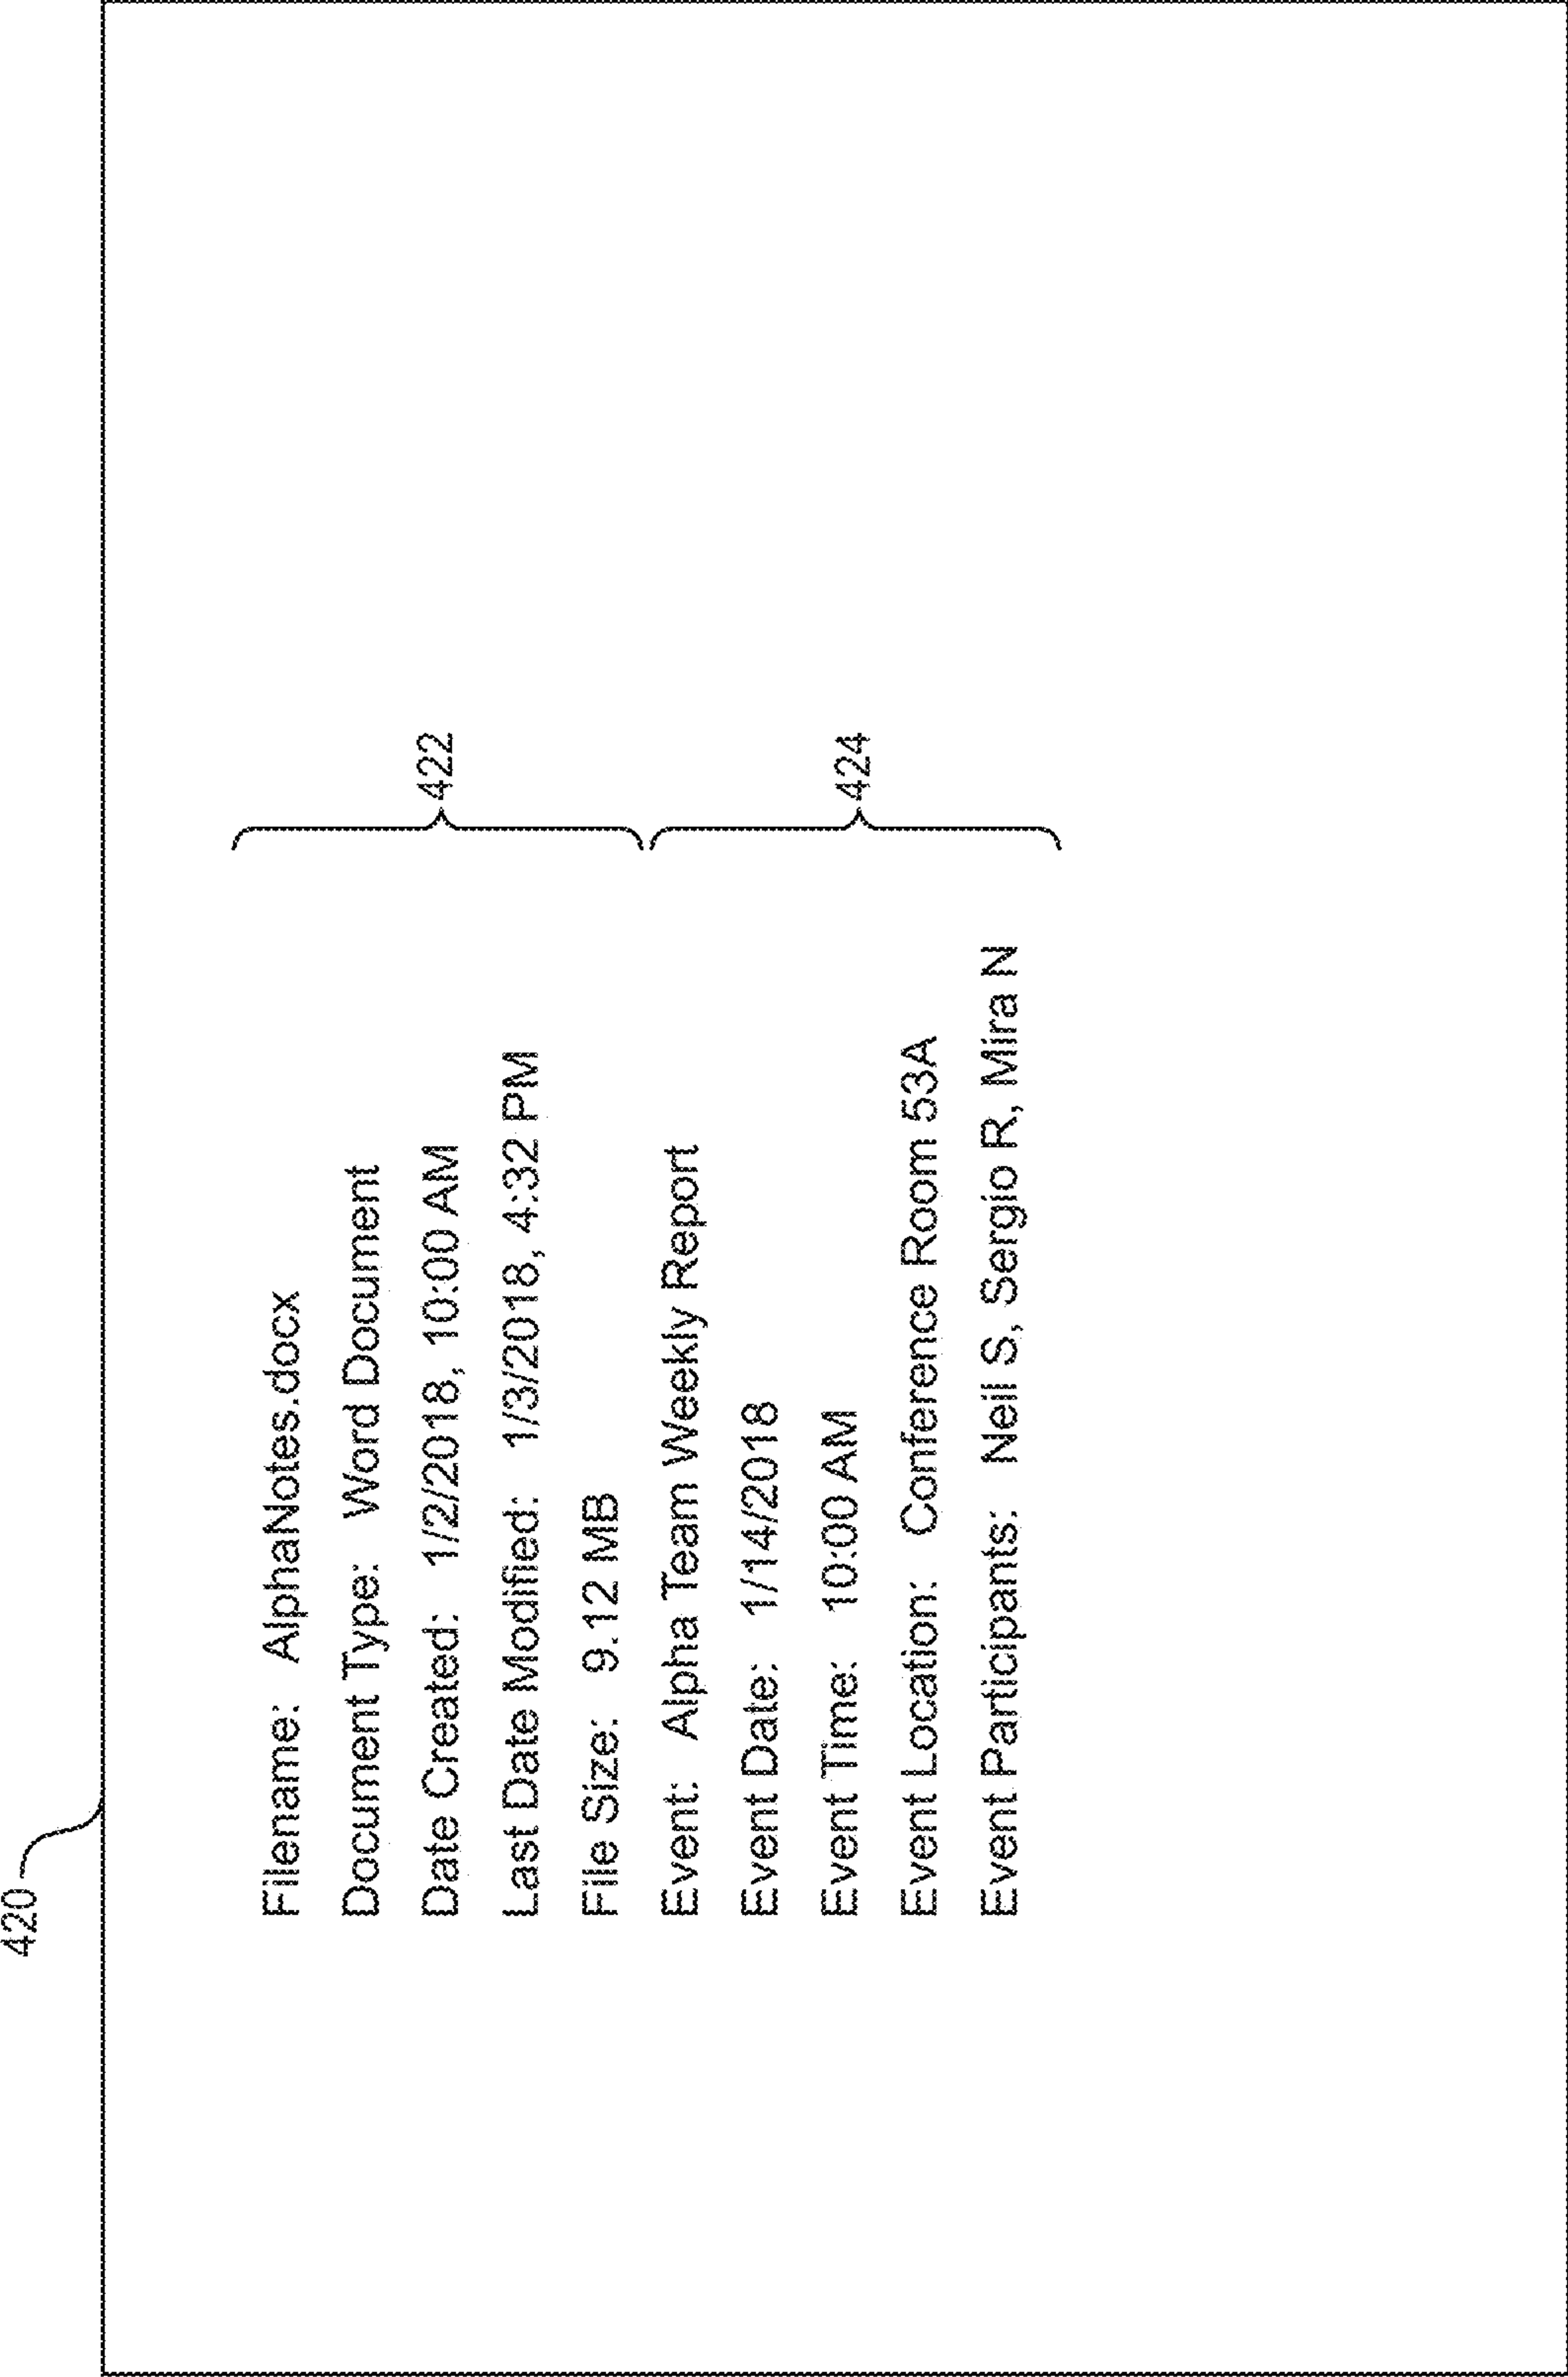 420
Filename: AlphaNotes.docx
Document Type: Word Document
Date Created: 1/2/2018, 10:00 AM
Last Date Modified: 1/3/2018, 4:32 PM
File Size: 9.12 MB
422
Event: Alpha Team Weekly Report
Event Date: 1/14/2018
Event Time: 10:00 AM
Event Location: Conference Room 53A
Event Participants: Neil S, Sergio R, Mira N
424